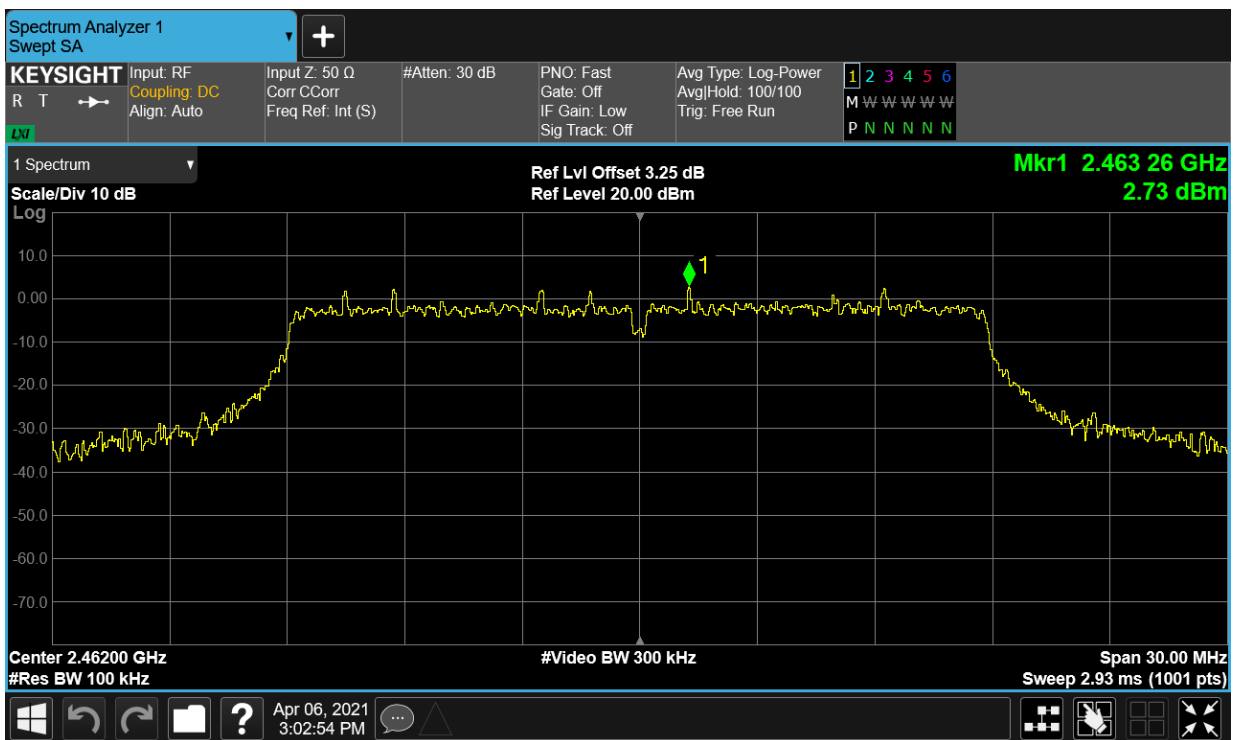 Spectrum Analyzer 1
Swept SA
+
KEYSIGHT
R T
LXI
Input: RF
Coupling: DC
Align: Auto
Input Z: 50 Ω
Corr CCorr
Freq Ref: Int (S)
#Atten: 30 dB
PNO: Fast
Gate: Off
IF Gain: Low
Sig Track: Off
Avg Type: Log-Power
Avg|Hold: 100/100
Trig: Free Run
1 2 3 4 5 6
M W W W W W
P N N N N N
1 Spectrum
Scale/Div 10 dB
Log
Ref Lvl Offset 3.25 dB
Ref Level 20.00 dBm
Mkr1 2.463 26 GHz
2.73 dBm
1
10.0
0.00
-10.0
-20.0
-30.0
-40.0
-50.0
-60.0
-70.0
Center 2.46200 GHz
#Res BW 100 kHz
#Video BW 300 kHz
Span 30.00 MHz
Sweep 2.93 ms (1001 pts)
?
Apr 06, 2021
3:02:54 PM